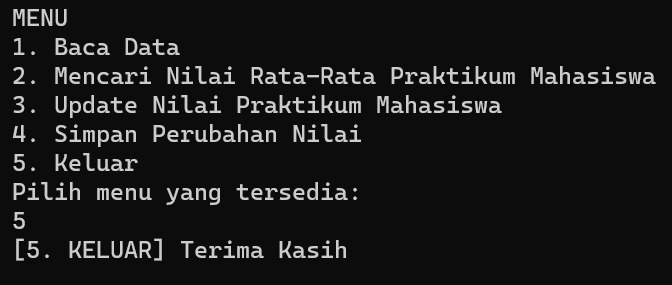 MENU
1. Baca Data
2. Mencari Nilai Rata-Rata Praktikum Mahasiswa
3. Update Nilai Praktikum Mahasiswa
4. Simpan Perubahan Nilai
5. Keluar
Pilih menu yang tersedia:
5
[5. KELUAR] Terima Kasih